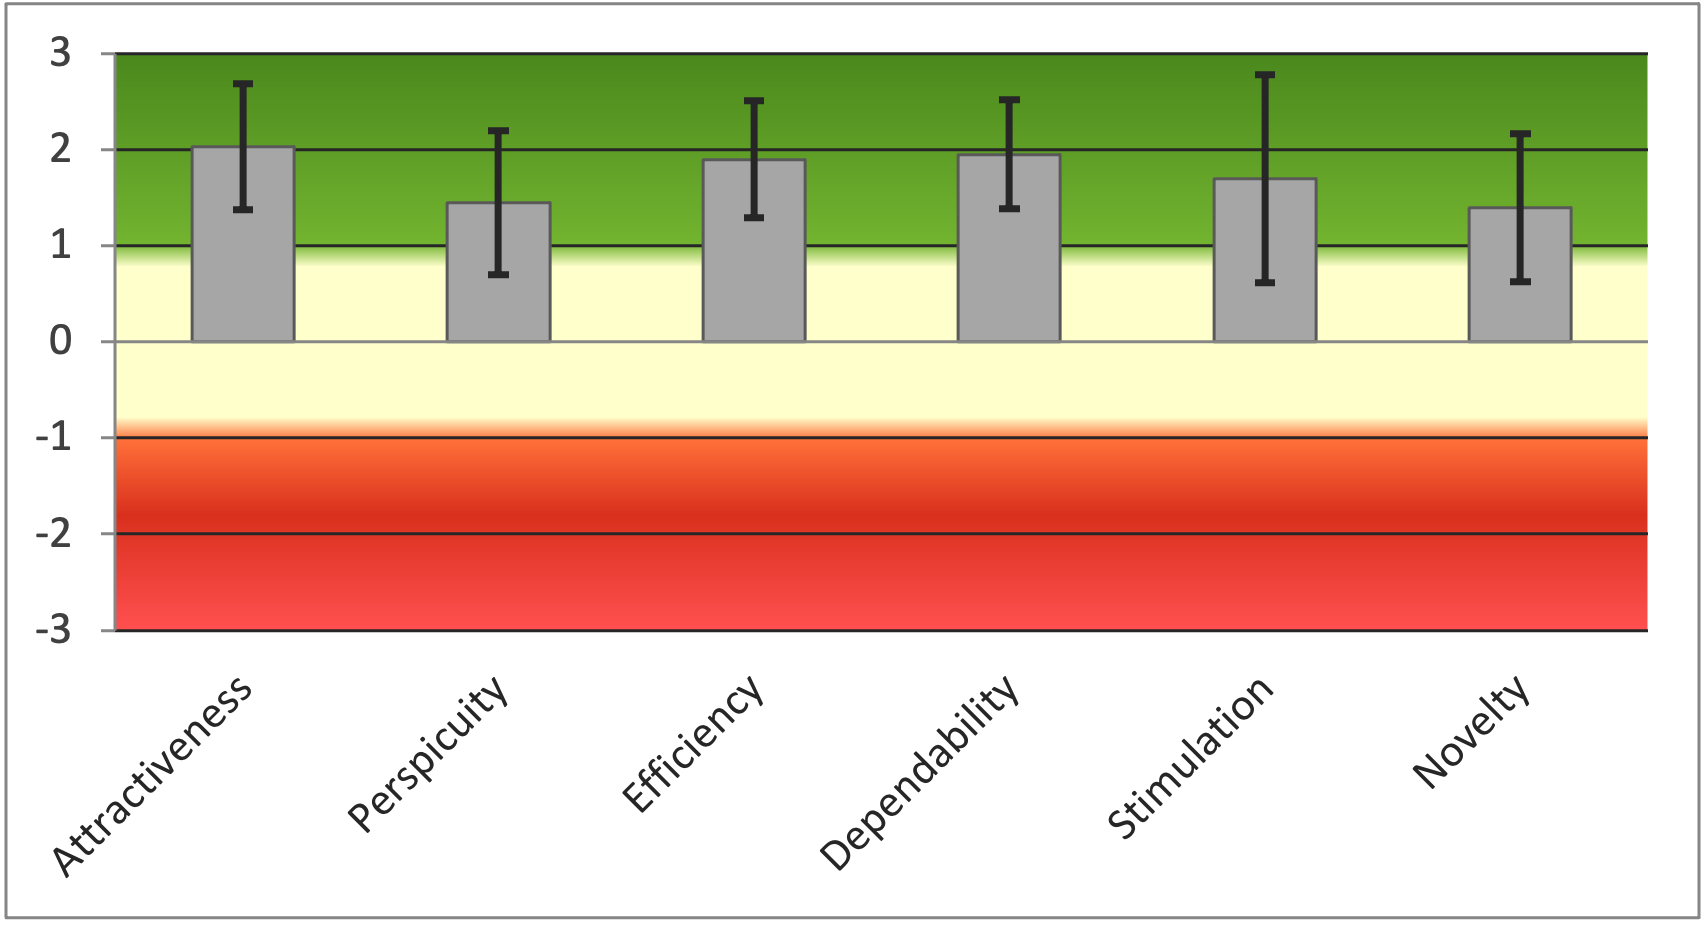 3
2
1
0
-1
-2
-3
Attractiveness
Perspicuity
Efficiency
Dependability
Stimulation
Novelty